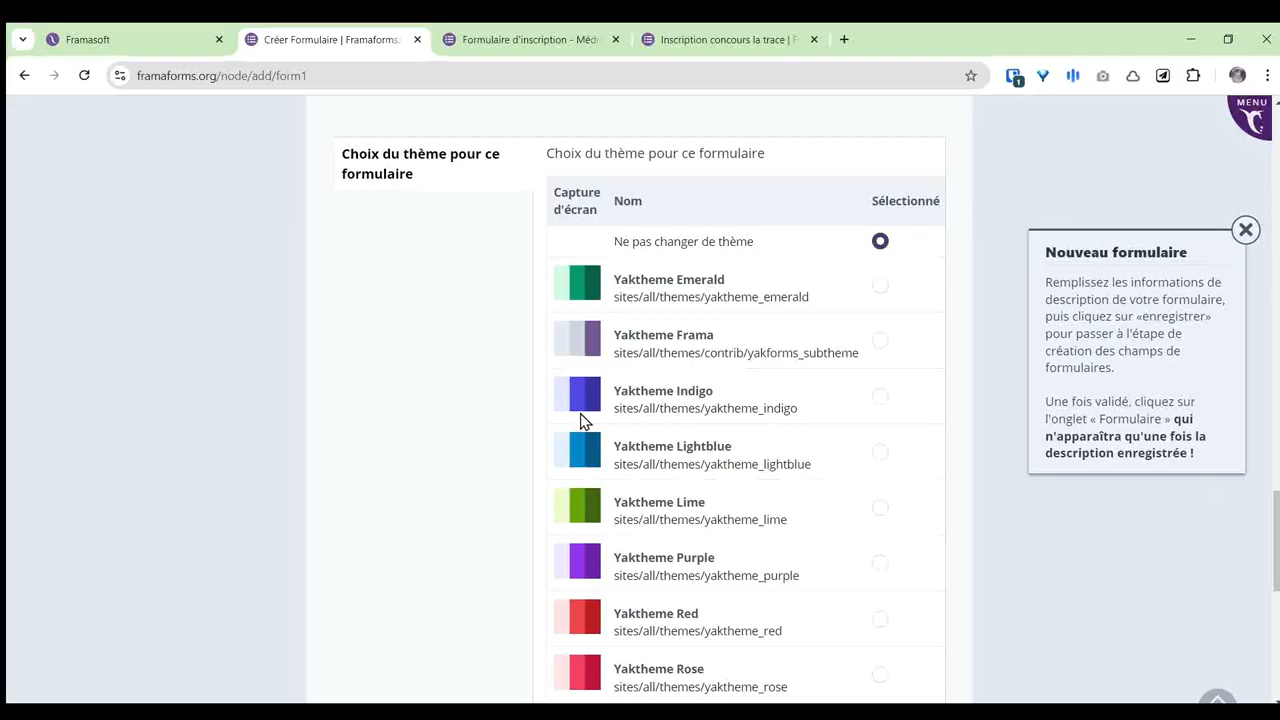 Framasoft
Créer Formulaire | Framaforms.
Formulaire d'inscription - Médi
Inscription concours la trace | F
framaforms.org/node/add/form1
1
MENU
Choix du thème pour ce
formulaire
Choix du thème pour ce formulaire
Capture
d'écran
Nom
Sélectionné
Ne pas changer de thème
Yaktheme Emerald
sites/all/themes/yaktheme_emerald
Yaktheme Frama
sites/all/themes/contrib/yakforms_subtheme
Yaktheme Indigo
sites/all/themes/yaktheme_indigo
Yaktheme Lightblue
sites/all/themes/yaktheme_lightblue
Yaktheme Lime
sites/all/themes/yaktheme_lime
Yaktheme Purple
sites/all/themes/yaktheme_purple
Yaktheme Red
sites/all/themes/yaktheme_red
Yaktheme Rose
sites/all/themes/yaktheme_rose
Nouveau formulaire
Remplissez les informations de
description de votre formulaire,
puis cliquez sur «enregistrer»
pour passer à l'étape de
création des champs de
formulaires.
Une fois validé, cliquez sur
l'onglet « Formulaire » qui
n'apparaîtra qu'une fois la
description enregistrée !